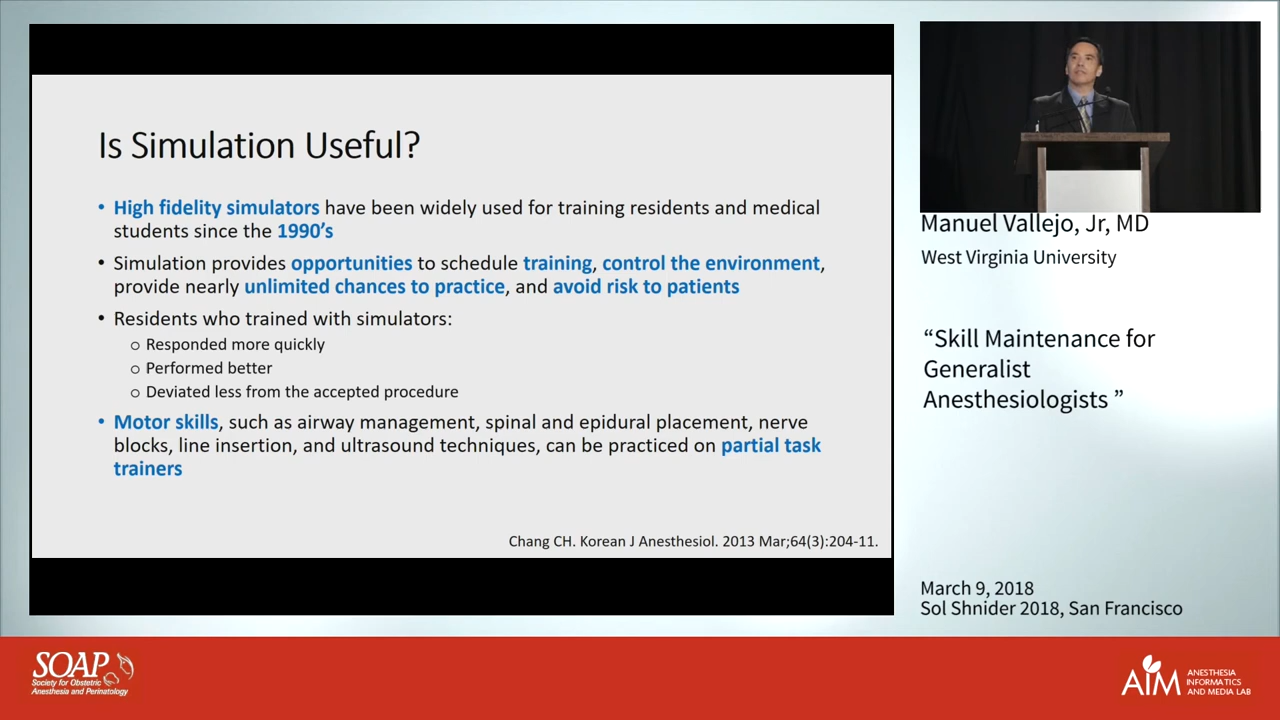 Is Simulation Useful?
• High fidelity simulators have been widely used for training residents and medical
students since the 1990’s
• Simulation provides opportunities to schedule training, control the environment,
provide nearly unlimited chances to practice, and avoid risk to patients
• Residents who trained with simulators:
o Responded more quickly
o Performed better
o Deviated less from the accepted procedure
• Motor skills, such as airway management, spinal and epidural placement, nerve
blocks, line insertion, and ultrasound techniques, can be practiced on partial task
trainers
Chang CH. Korean J Anesthesiol. 2013 Mar;64(3):204-11.
Manuel Vallejo, Jr, MD
West Virginia University
“Skill Maintenance for
Generalist
Anesthesiologists ”
March 9, 2018
Sol Shnider 2018, San Francisco
SOAP
Society for Obstetric
Anesthesia and Perinatology
AIM
ANESTHESIA
INFORMATICS
AND MEDIA LAB